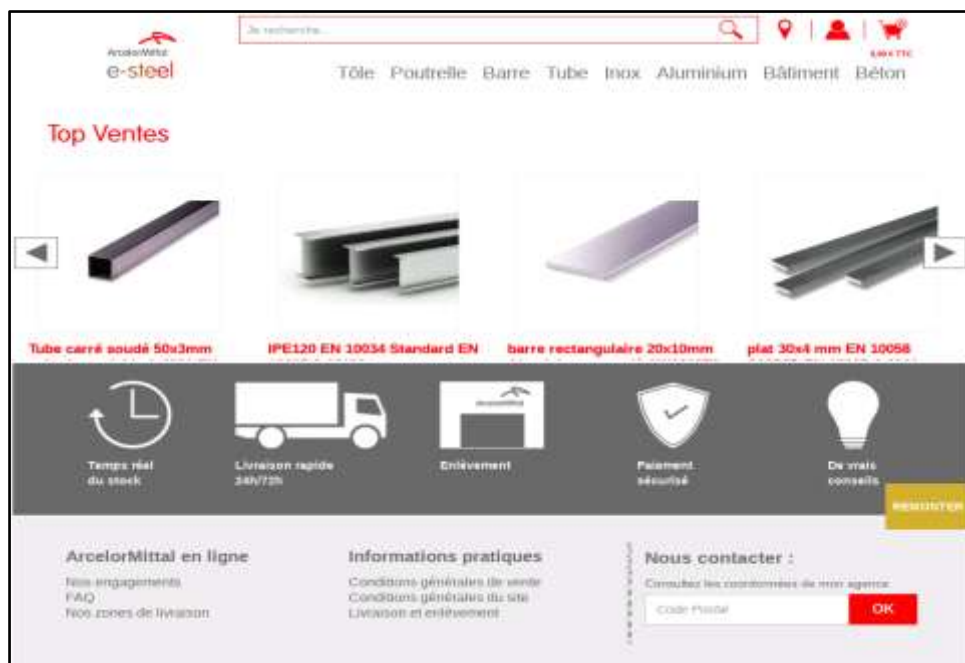 Je recherche...
ArcelorMittal
e-steel
0,00 € TTC
Tôle Poutrelle Barre Tube Inox Aluminium Bâtiment Béton
Top Ventes
Tube carré soudé 50x3mm
IPE120 EN 10034 Standard EN
barre rectangulaire 20x10mm
plat 30x4 mm EN 10058
ArcelorMittal
Temps réel
du stock
Livraison rapide
24h/72h
Enlèvement
Paiement
sécurisé
De vrais
conseils
REMONTER
ArcelorMittal en ligne
Nos engagements
FAQ
Nos zones de livraison
Informations pratiques
Conditions générales de vente
Conditions générales du site
Livraison et enlèvement
Nous contacter :
Consultez les coordonnées de mon agence
Code Postal
OK